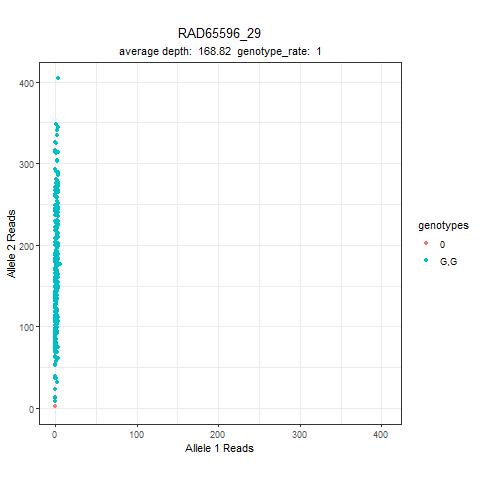 RAD65596_29
average depth: 168.82 genotype_rate: 1
400
300
200
100
0
Allele 2 Reads
0 100 200 300 400
Allele 1 Reads
genotypes
0
G,G